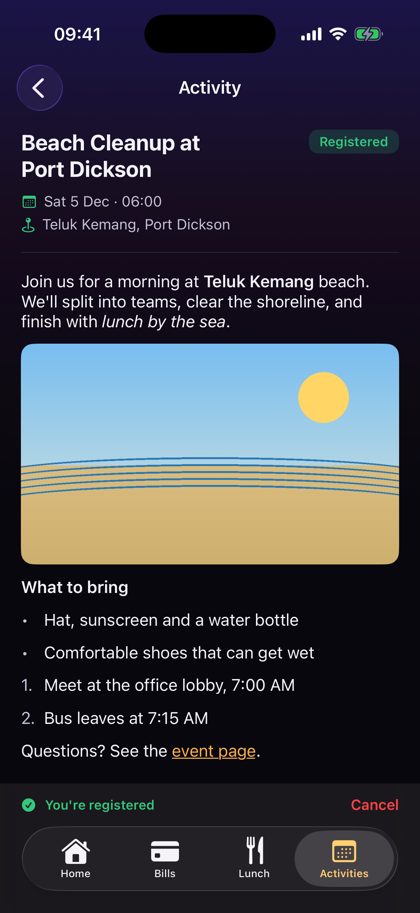 09:41
Activity
Beach Cleanup at
Port Dickson
Registered
Sat 5 Dec · 06:00
Teluk Kemang, Port Dickson
Join us for a morning at Teluk Kemang beach.
We'll split into teams, clear the shoreline, and
finish with lunch by the sea.
What to bring
• Hat, sunscreen and a water bottle
• Comfortable shoes that can get wet
1. Meet at the office lobby, 7:00 AM
2. Bus leaves at 7:15 AM
Questions? See the event page.
You're registered
Cancel
Home
Bills
Lunch
Activities